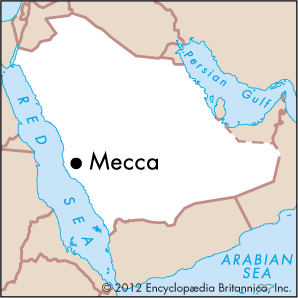 Persian Gulf
RED SEA
Mecca
ARABIAN
SEA
© 2012 Encyclopædia Britannica, Inc.